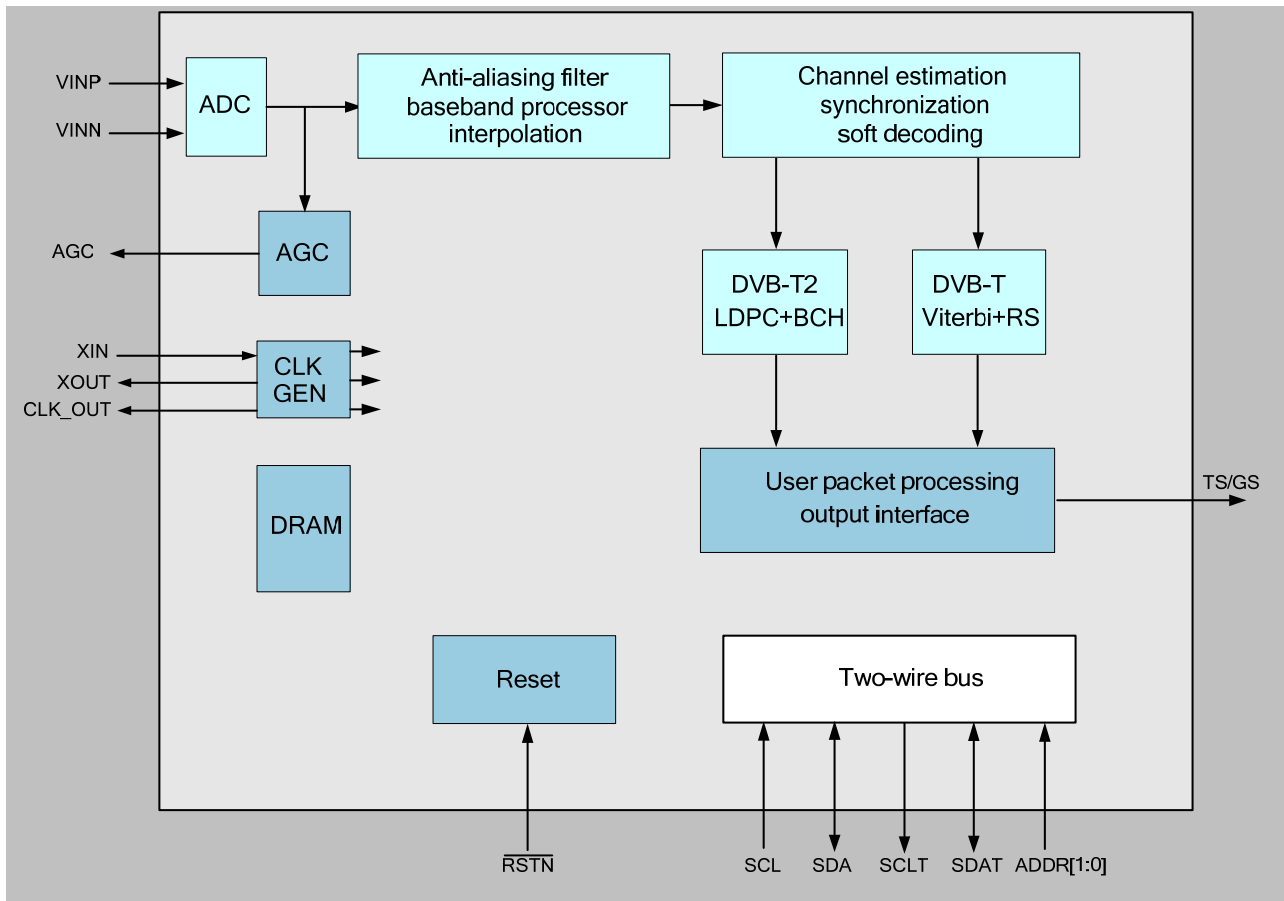 VINP
VINN
ADC
Anti-aliasing filter
baseband processor
interpolation
Channel estimation
synchronization
soft decoding
AGC
AGC
DVB-T2
LDPC+BCH
DVB-T
Viterbi+RS
XIN
XOUT
CLK_OUT
CLK
GEN
DRAM
User packet processing
output interface
TS/GS
Reset
Two-wire bus
RSTN
SCL
SDA
SCLT
SDAT
ADDR[1:0]